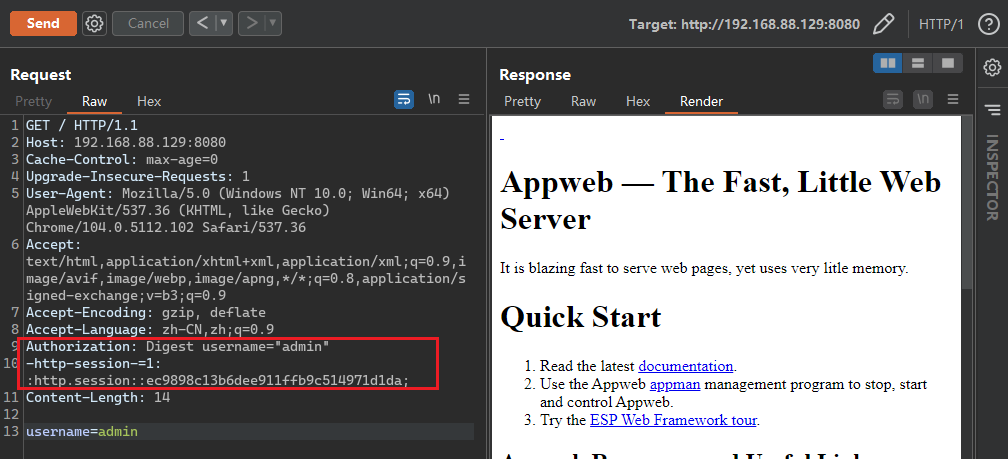 Send
Cancel
< ▼
> ▼
Target: http://192.168.88.129:8080
HTTP/1
?
Request
Response
Pretty
Raw
Hex
\n
Pretty
Raw
Hex
Render
\n
INSPECTOR
1 GET / HTTP/1.1
2 Host: 192.168.88.129:8080
3 Cache-Control: max-age=0
4 Upgrade-Insecure-Requests: 1
5 User-Agent: Mozilla/5.0 (Windows NT 10.0; Win64; x64)
AppleWebKit/537.36 (KHTML, like Gecko)
Chrome/104.0.5112.102 Safari/537.36
6 Accept:
text/html,application/xhtml+xml,application/xml;q=0.9,i
mage/avif,image/webp,image/apng,*/*;q=0.8,application/s
igned-exchange;v=b3;q=0.9
7 Accept-Encoding: gzip, deflate
8 Accept-Language: zh-CN,zh;q=0.9
9 Authorization: Digest username="admin"
10 -http-session-=1:
:http.session::ec9898c13b6dee911ffb9c514971d1da;
11 Content-Length: 14
12
13 username=admin
-
Appweb — The Fast, Little Web
Server
It is blazing fast to serve web pages, yet uses very litle memory.
Quick Start
1. Read the latest documentation.
2. Use the Appweb appman management program to stop, start
and control Appweb.
3. Try the ESP Web Framework tour.